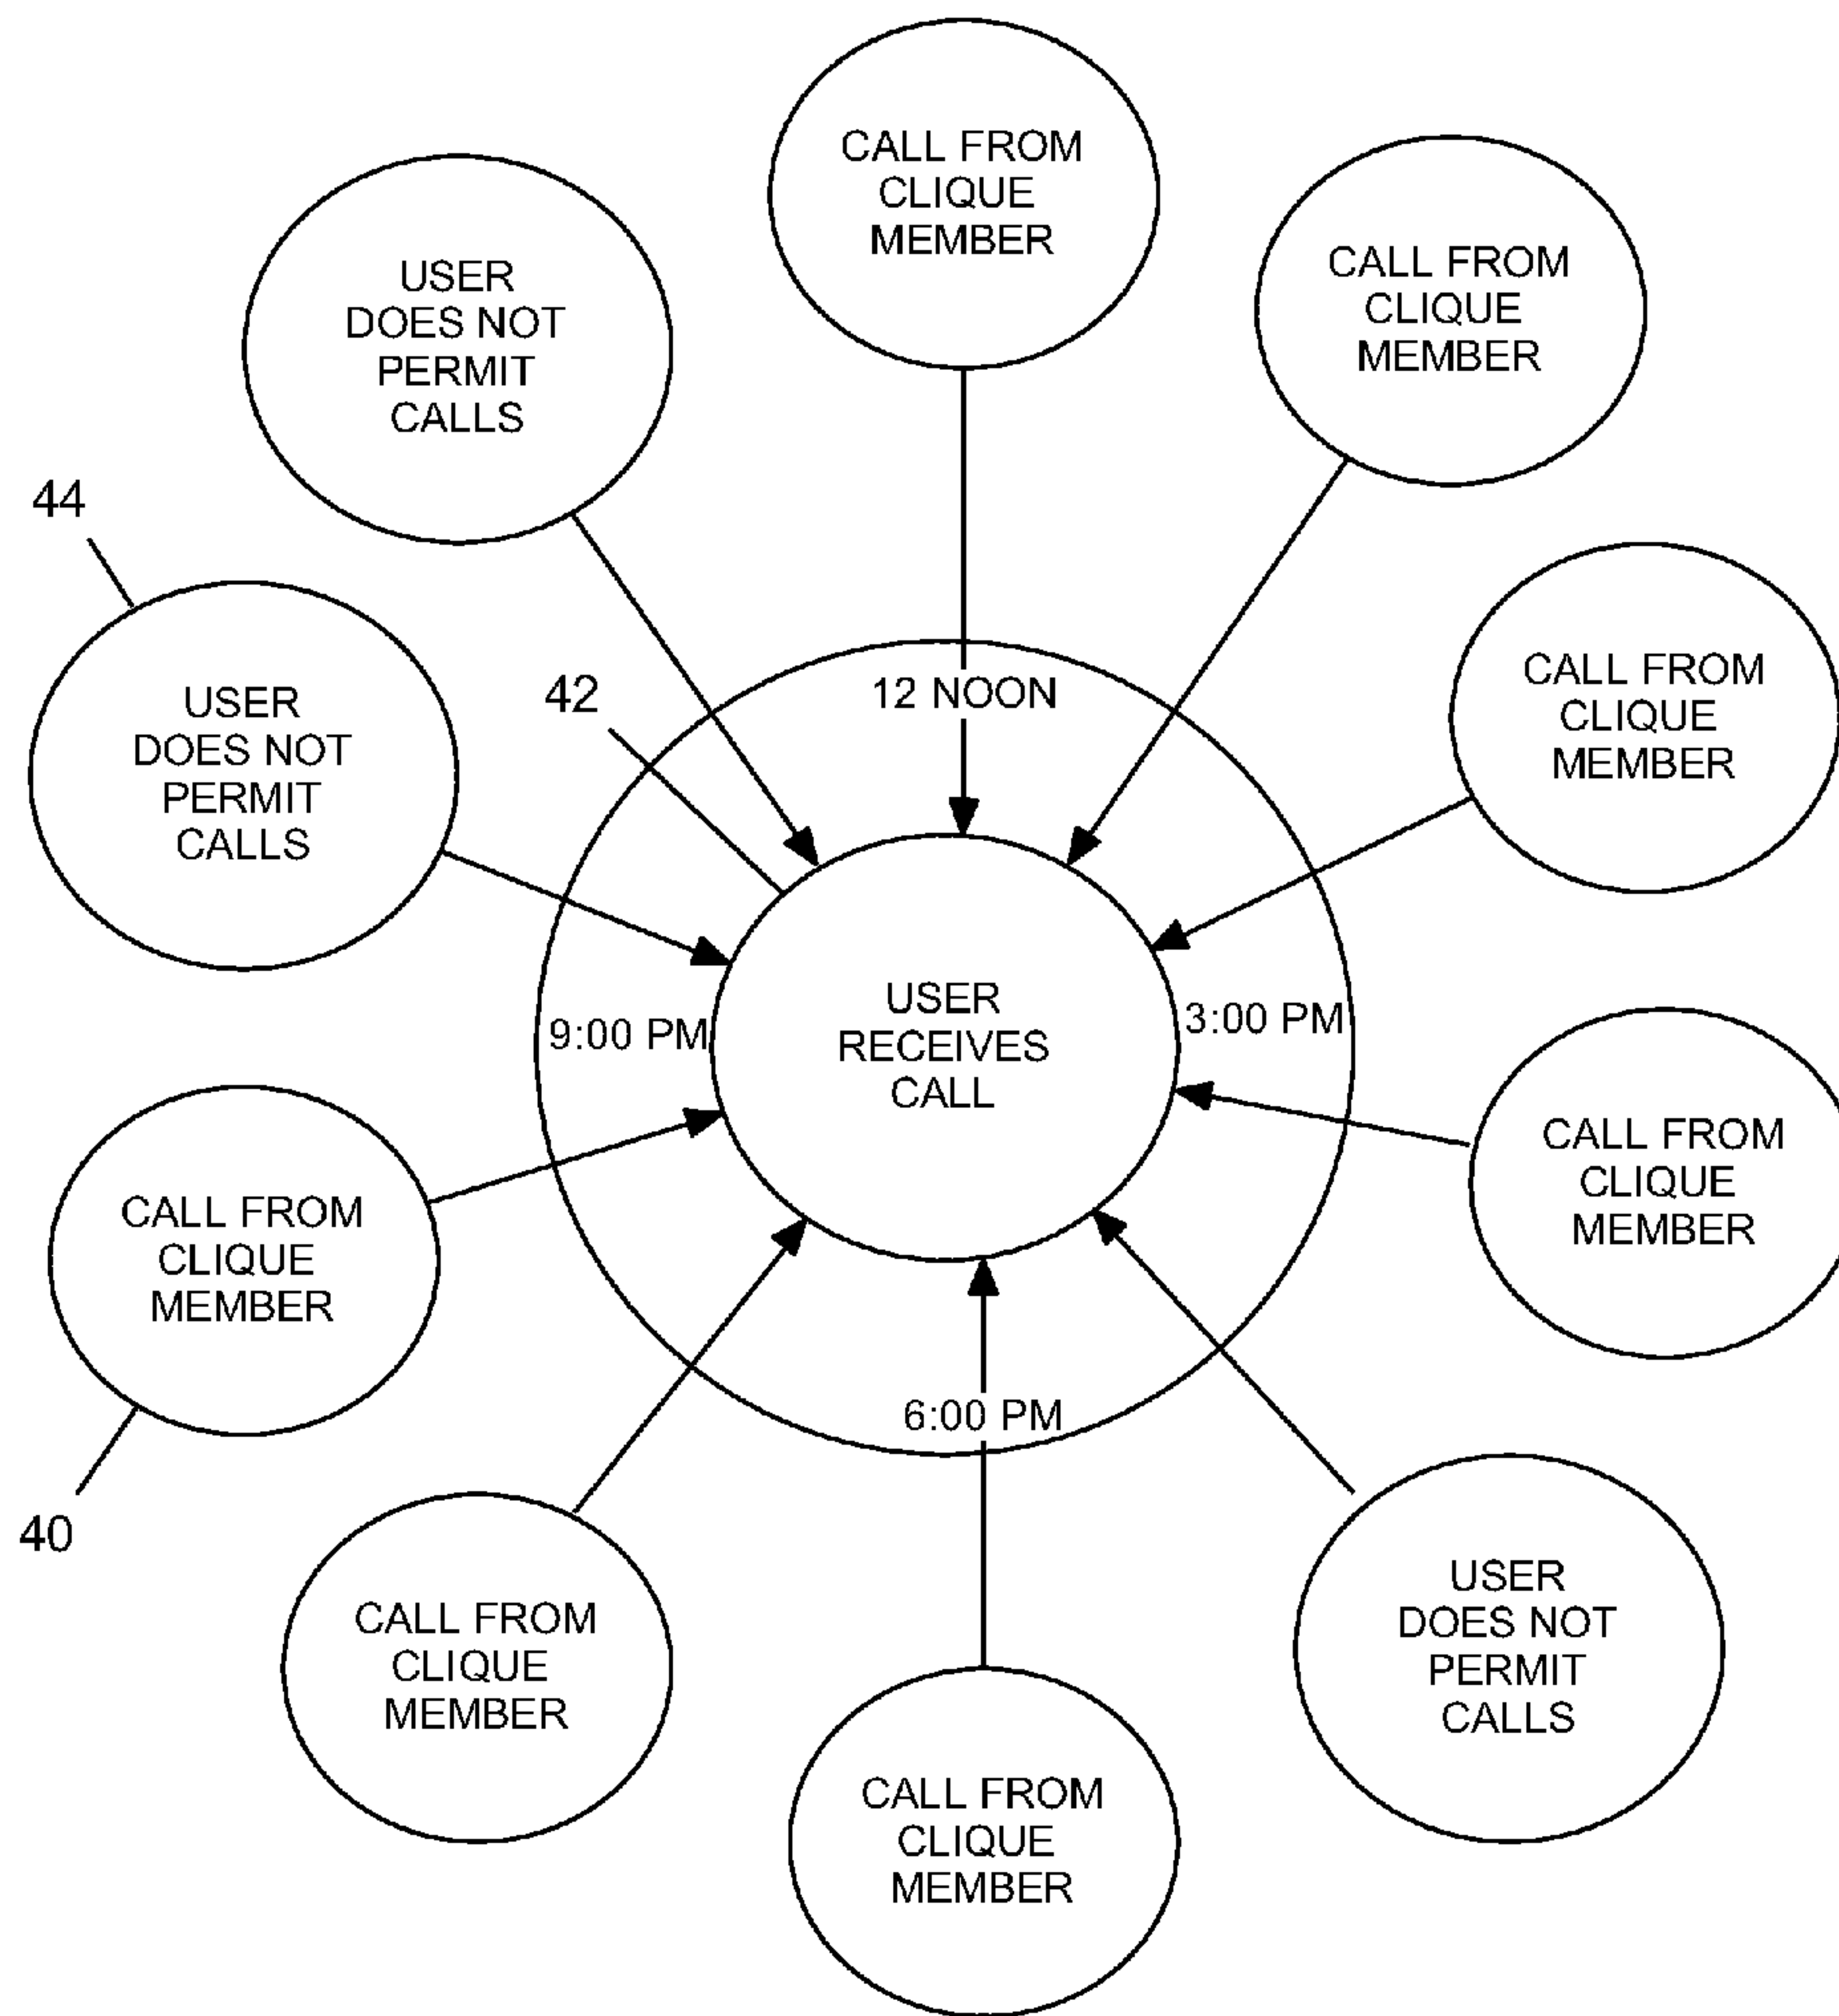 CALL FROM
CLIQUE
MEMBER
CALL FROM
CLIQUE
MEMBER
USER
DOES NOT
PERMIT
CALLS
44
CALL FROM
CLIQUE
MEMBER
42
12 NOON
USER
DOES NOT
PERMIT
CALLS
USER
RECEIVES
CALL
9:00 PM
3:00 PM
CALL FROM
CLIQUE
MEMBER
CALL FROM
CLIQUE
MEMBER
6:00 PM
40
USER
DOES NOT
PERMIT
CALLS
CALL FROM
CLIQUE
MEMBER
CALL FROM
CLIQUE
MEMBER